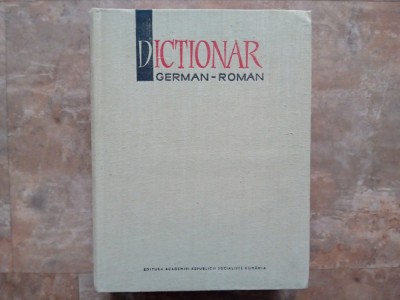 DICTIONAR
GERMAN-ROMAN
EDITURA ACADEMIEI REPUBLICII SOCIALISTE ROMÂNIA